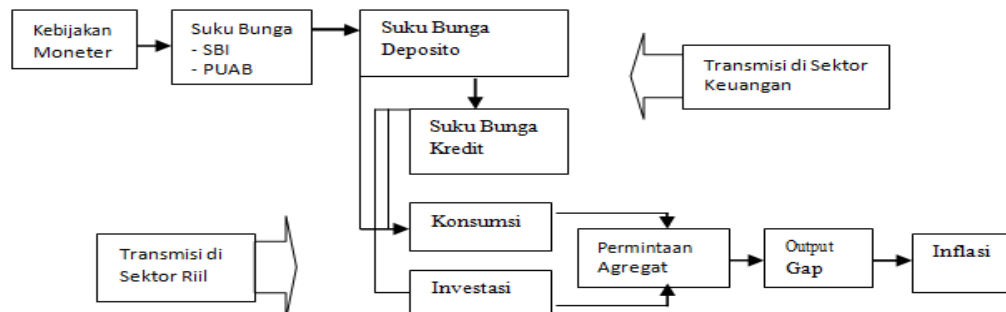 Kebijakan
Moneter
Suku Bunga
- SBI
- PUAB
Suku Bunga
Deposito
Transmisi di Sektor
Keuangan
Suku Bunga
Kredit
Konsumsi
Transmisi di
Sektor Riil
Permintaan
Agregat
Output
Gap
Inflasi
Investasi